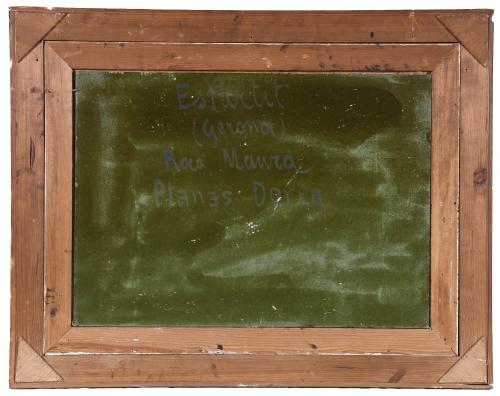 Estartit
(Gerona)
Roca Maura
Planas Doria